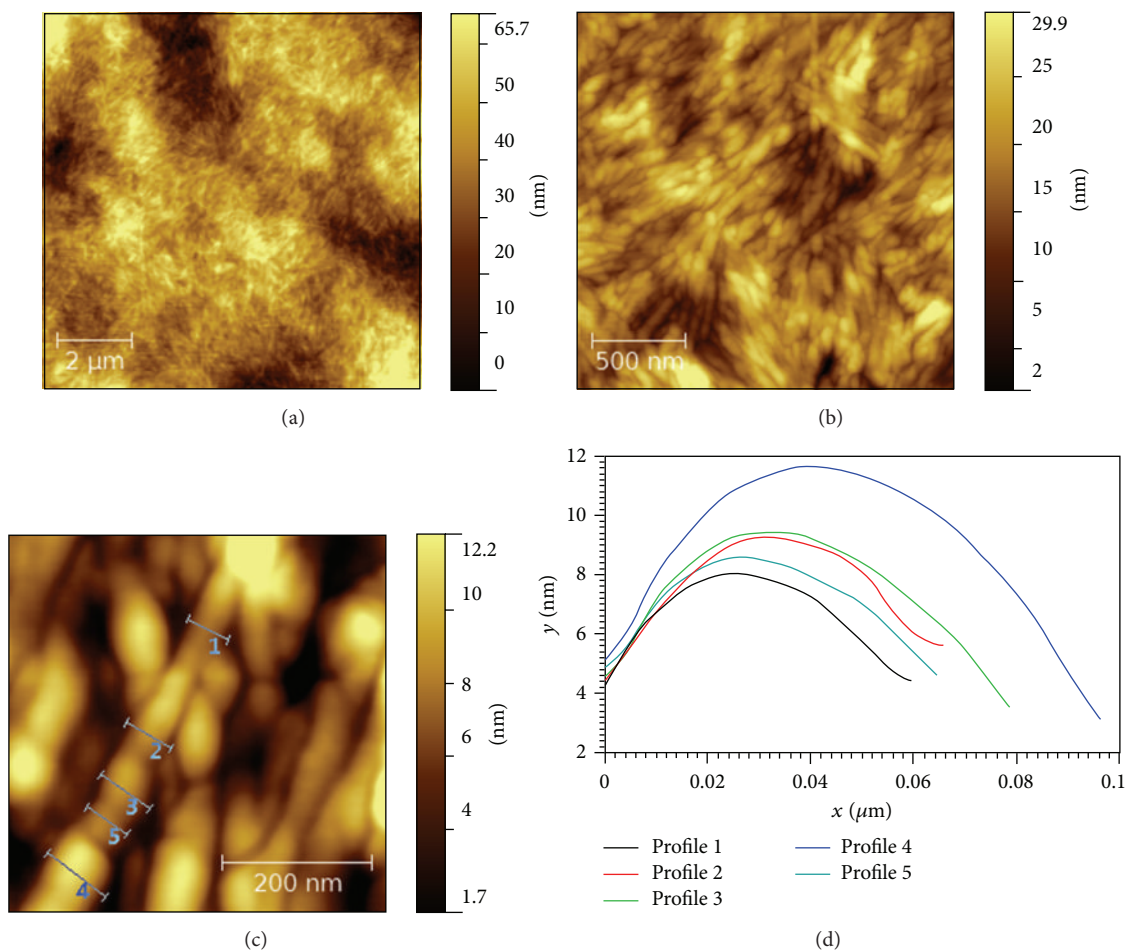 65.7
50
40
30
20
10
0
(nm)
2 μm
(a)
29.9
25
20
15
10
5
2
(nm)
500 nm
(b)
12.2
10
8
6
4
1.7
(nm)
1
2
3
5
4
200 nm
(c)
12
10
8
6
4
2
y (nm)
0
0.02
0.04
0.06
0.08
0.1
x (μm)
Profile 1
Profile 2
Profile 3
Profile 4
Profile 5
(d)